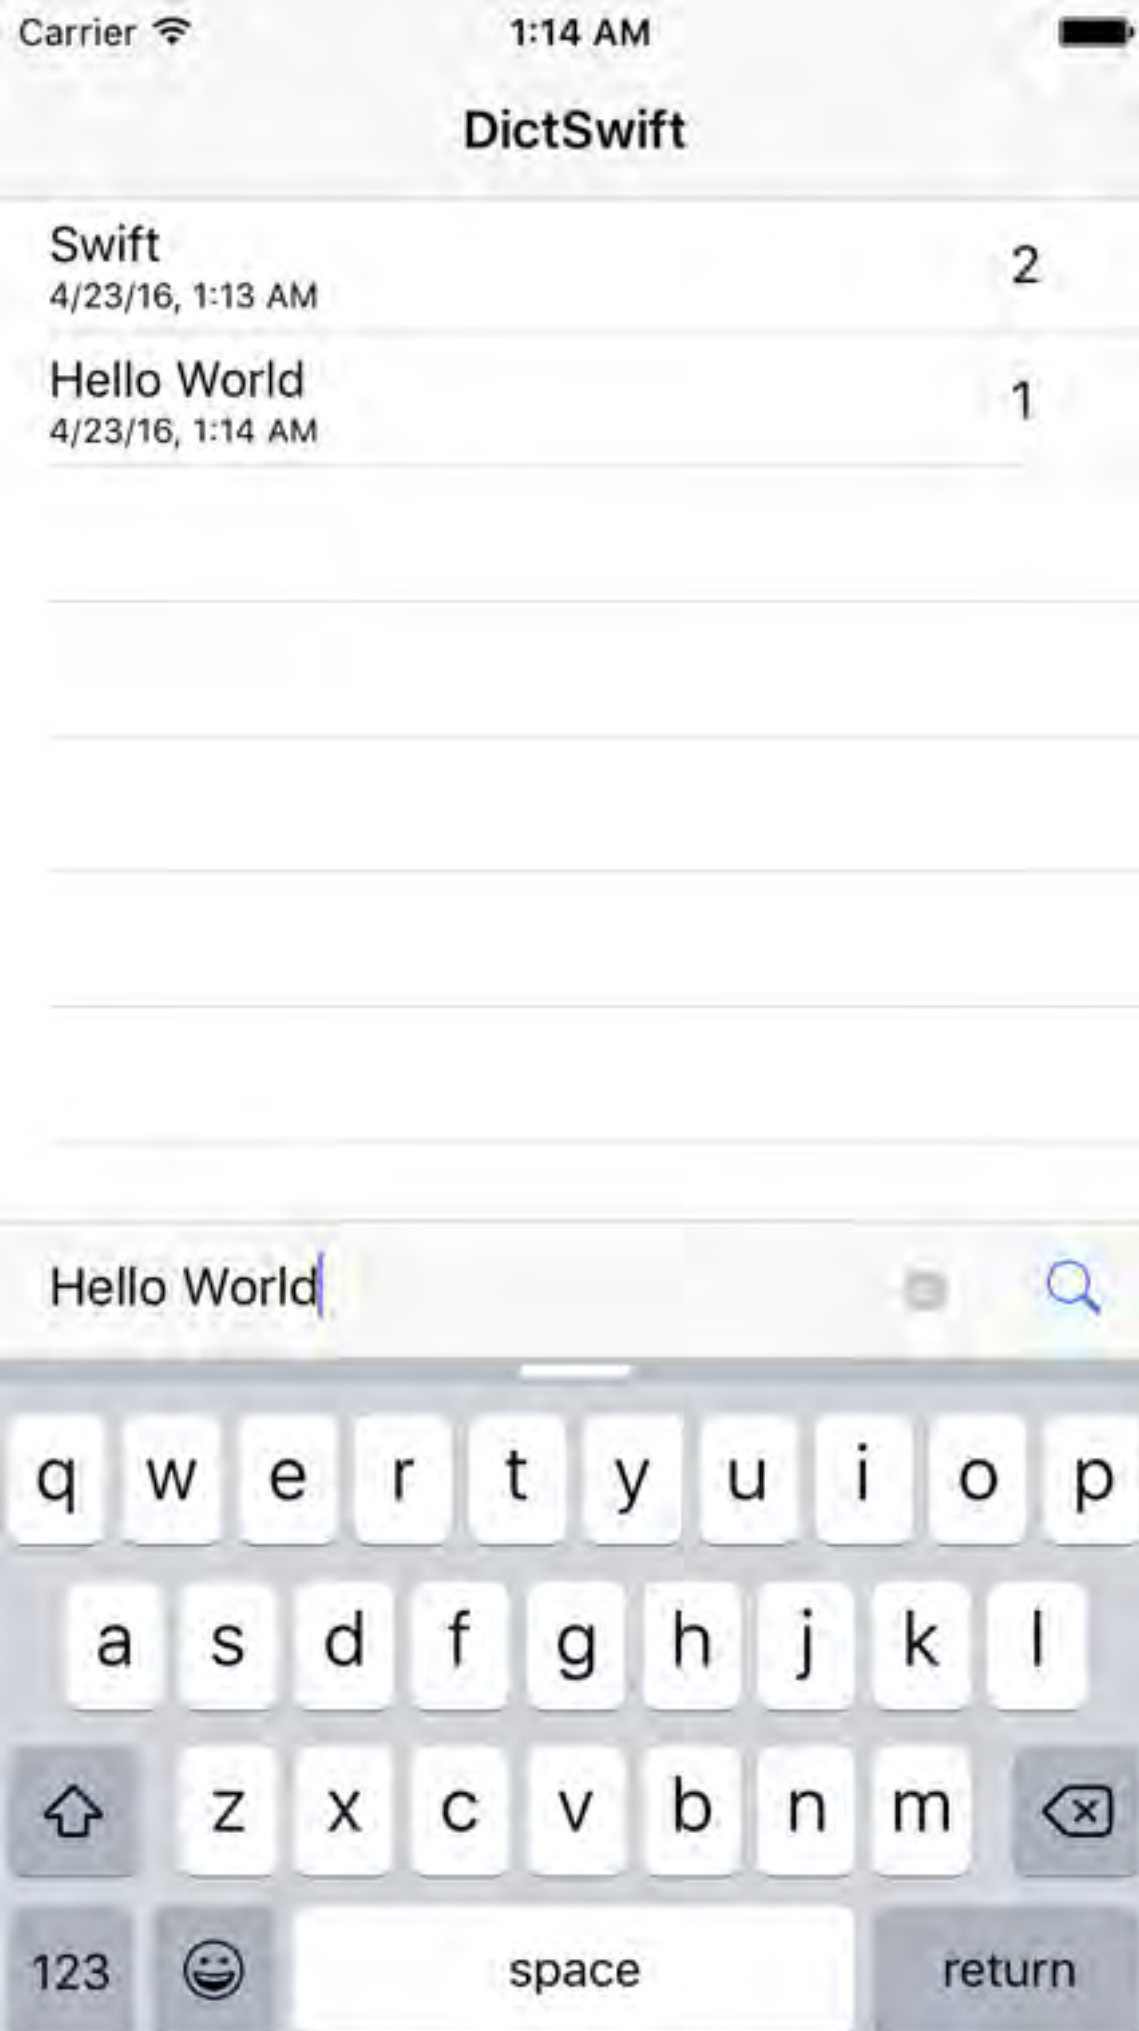 Carrier 1:14 AM
DictSwift
Swift 2
4/23/16, 1:13 AM
Hello World 1
4/23/16, 1:14 AM
Hello World
q w e r t y u i o p
a s d f g h j k l
z x c v b n m
123 space return